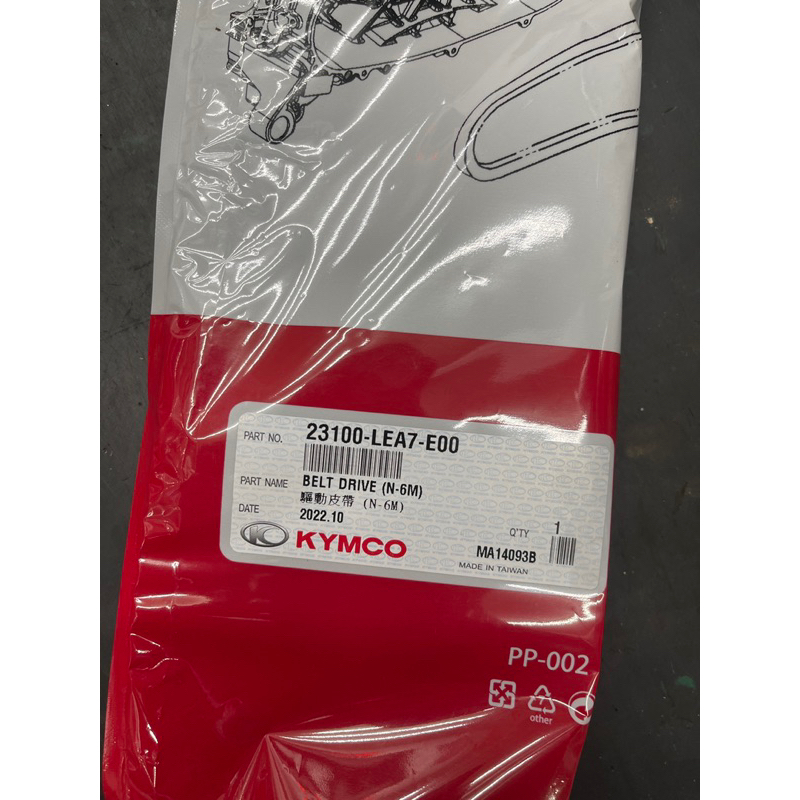 PART NO. 23100-LEA7-E00
PART NAME BELT DRIVE (N-6M)
驅動皮帶 (N-6M)
DATE 2022.10
Q'TY 1
KYMCO
MA14093B
MADE IN TAIWAN
PP-002
other